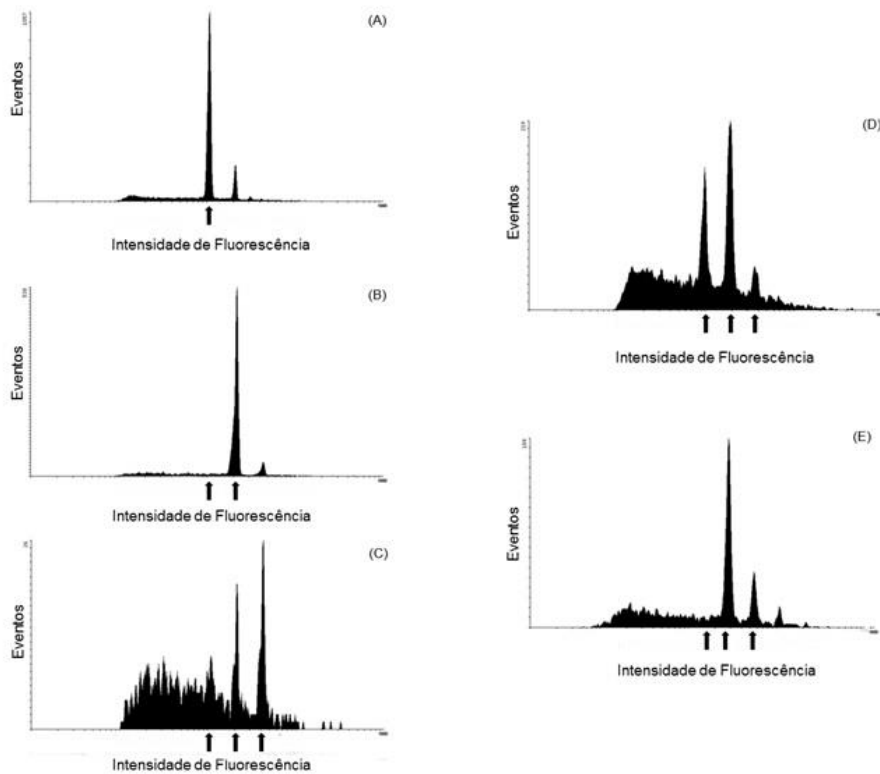 (A)
Eventos
Intensidade de Fluorescência
(B)
Eventos
Intensidade de Fluorescência
(C)
Eventos
Intensidade de Fluorescência
(D)
Eventos
Intensidade de Fluorescência
(E)
Eventos
Intensidade de Fluorescência